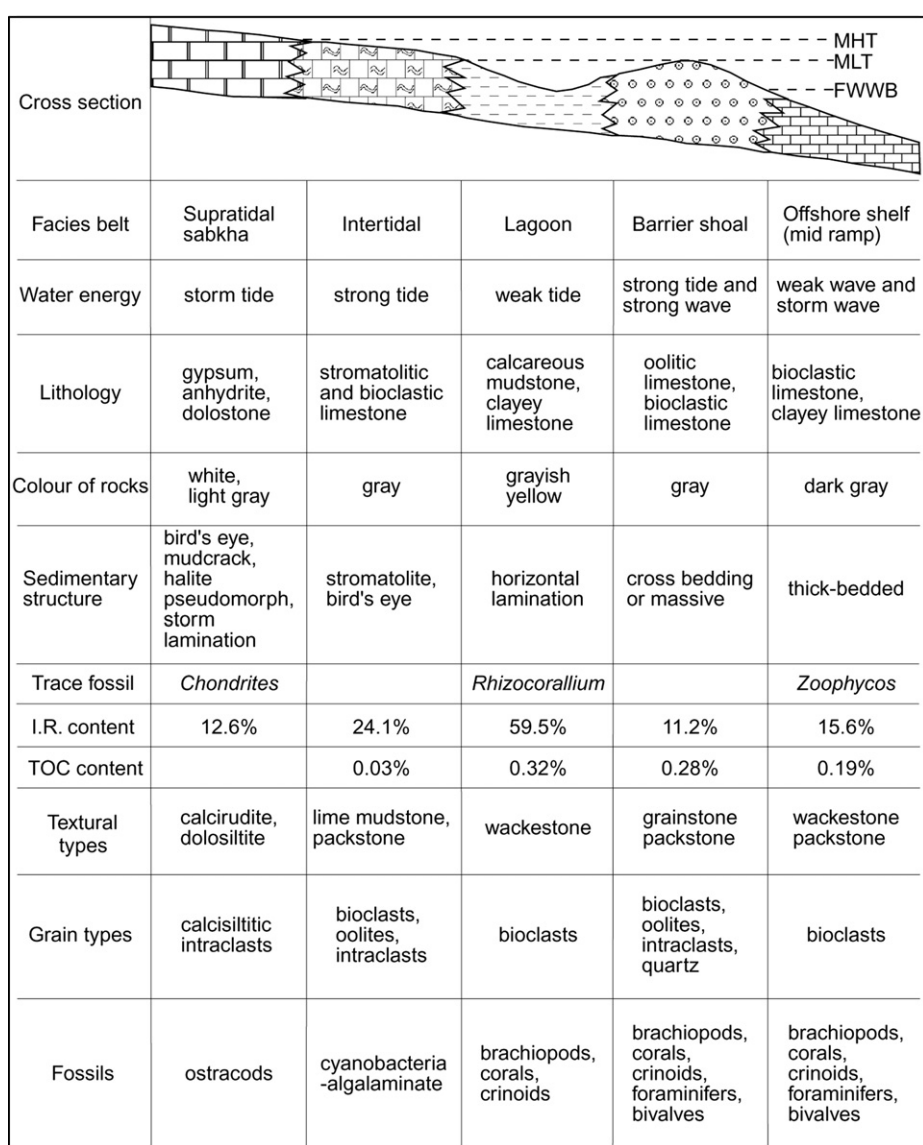 MHT
MLT
FWWB
Cross section
Facies belt
Supratidal
sabkha
Intertidal
Lagoon
Barrier shoal
Offshore shelf
(mid ramp)
Water energy
storm tide
strong tide
weak tide
strong tide and
strong wave
weak wave and
storm wave
Lithology
gypsum,
anhydrite,
dolostone
stromatolitic
and bioclastic
limestone
calcareous
mudstone,
clayey
limestone
oolitic
limestone,
bioclastic
limestone
bioclastic
limestone,
clayey limestone
Colour of rocks
white,
light gray
gray
grayish
yellow
gray
dark gray
Sedimentary
structure
bird's eye,
mudcrack,
halite
pseudomorph,
storm
lamination
stromatolite,
bird's eye
horizontal
lamination
cross bedding
or massive
thick-bedded
Trace fossil
Chondrites
Rhizocorallium
Zoophycos
I.R. content
12.6%
24.1%
59.5%
11.2%
15.6%
TOC content
0.03%
0.32%
0.28%
0.19%
Textural
types
calcirudite,
dolosiltite
lime mudstone,
packstone
wackestone
grainstone
packstone
wackestone
packstone
Grain types
calcisiltitic
intraclasts
bioclasts,
oolites,
intraclasts
bioclasts
bioclasts,
oolites,
intraclasts,
quartz
bioclasts
Fossils
ostracods
cyanobacteria
-algalaminate
brachiopods,
corals,
crinoids
brachiopods,
corals,
crinoids,
foraminifers,
bivalves
brachiopods,
corals,
crinoids,
foraminifers,
bivalves